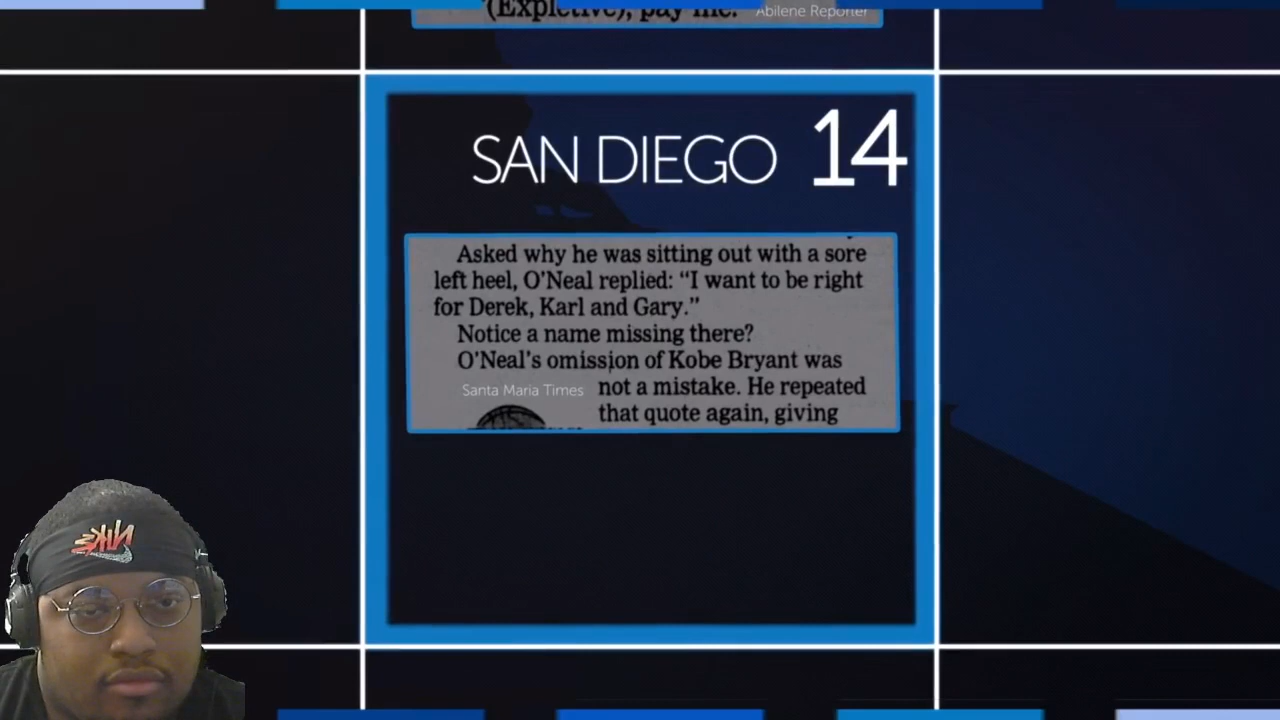 (Expletive), pay me.
Abilene Reporter
SAN DIEGO 14
Asked why he was sitting out with a sore
left heel, O'Neal replied: "I want to be right
for Derek, Karl and Gary."
Notice a name missing there?
O'Neal's omission of Kobe Bryant was
Santa Maria Times
not a mistake. He repeated
that quote again, giving
NIKE